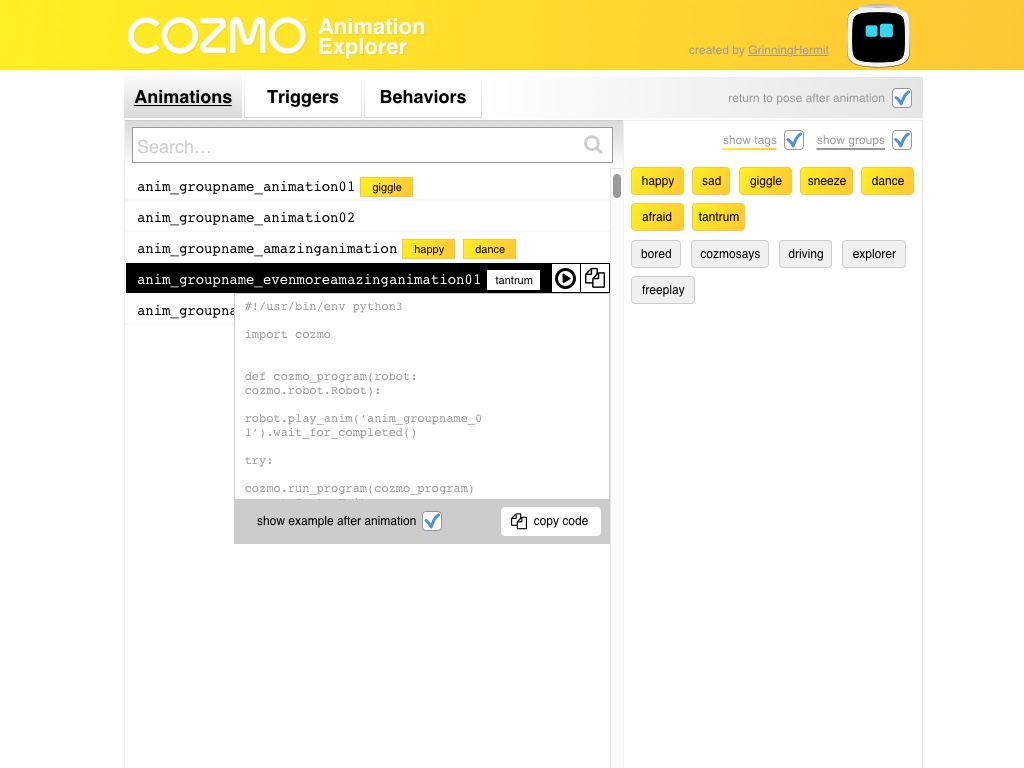 COZMO Animation
Explorer
created by GrinningHermit
Animations Triggers Behaviors
return to pose after animation
Search…
show tags show groups
anim_groupname_animation01 giggle
anim_groupname_animation02
anim_groupname_amazinganimation happy dance
anim_groupname_evenmoreamazinganimation01 tantrum
#!/usr/bin/env python3
import cozmo
def cozmo_program(robot:
cozmo.robot.Robot):
robot.play_anim(‘anim_groupname_0
1’).wait_for_completed()
try:
cozmo.run_program(cozmo_program)
show example after animation
copy code
happy sad giggle sneeze dance
afraid tantrum
bored cozmosays driving explorer
freeplay